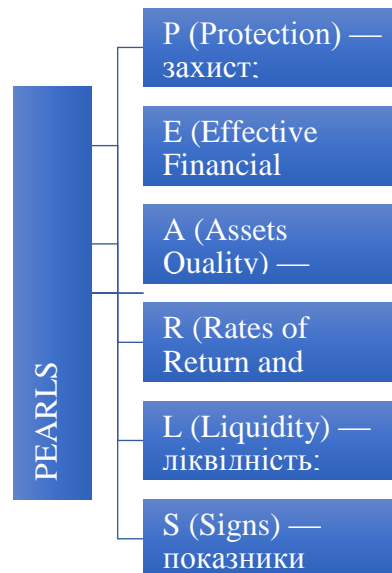 PEARLS
P (Protection) —
захист;
E (Effective
Financial
A (Assets
Quality) —
R (Rates of
Return and
L (Liquidity) —
ліквідність;
S (Signs) —
показники